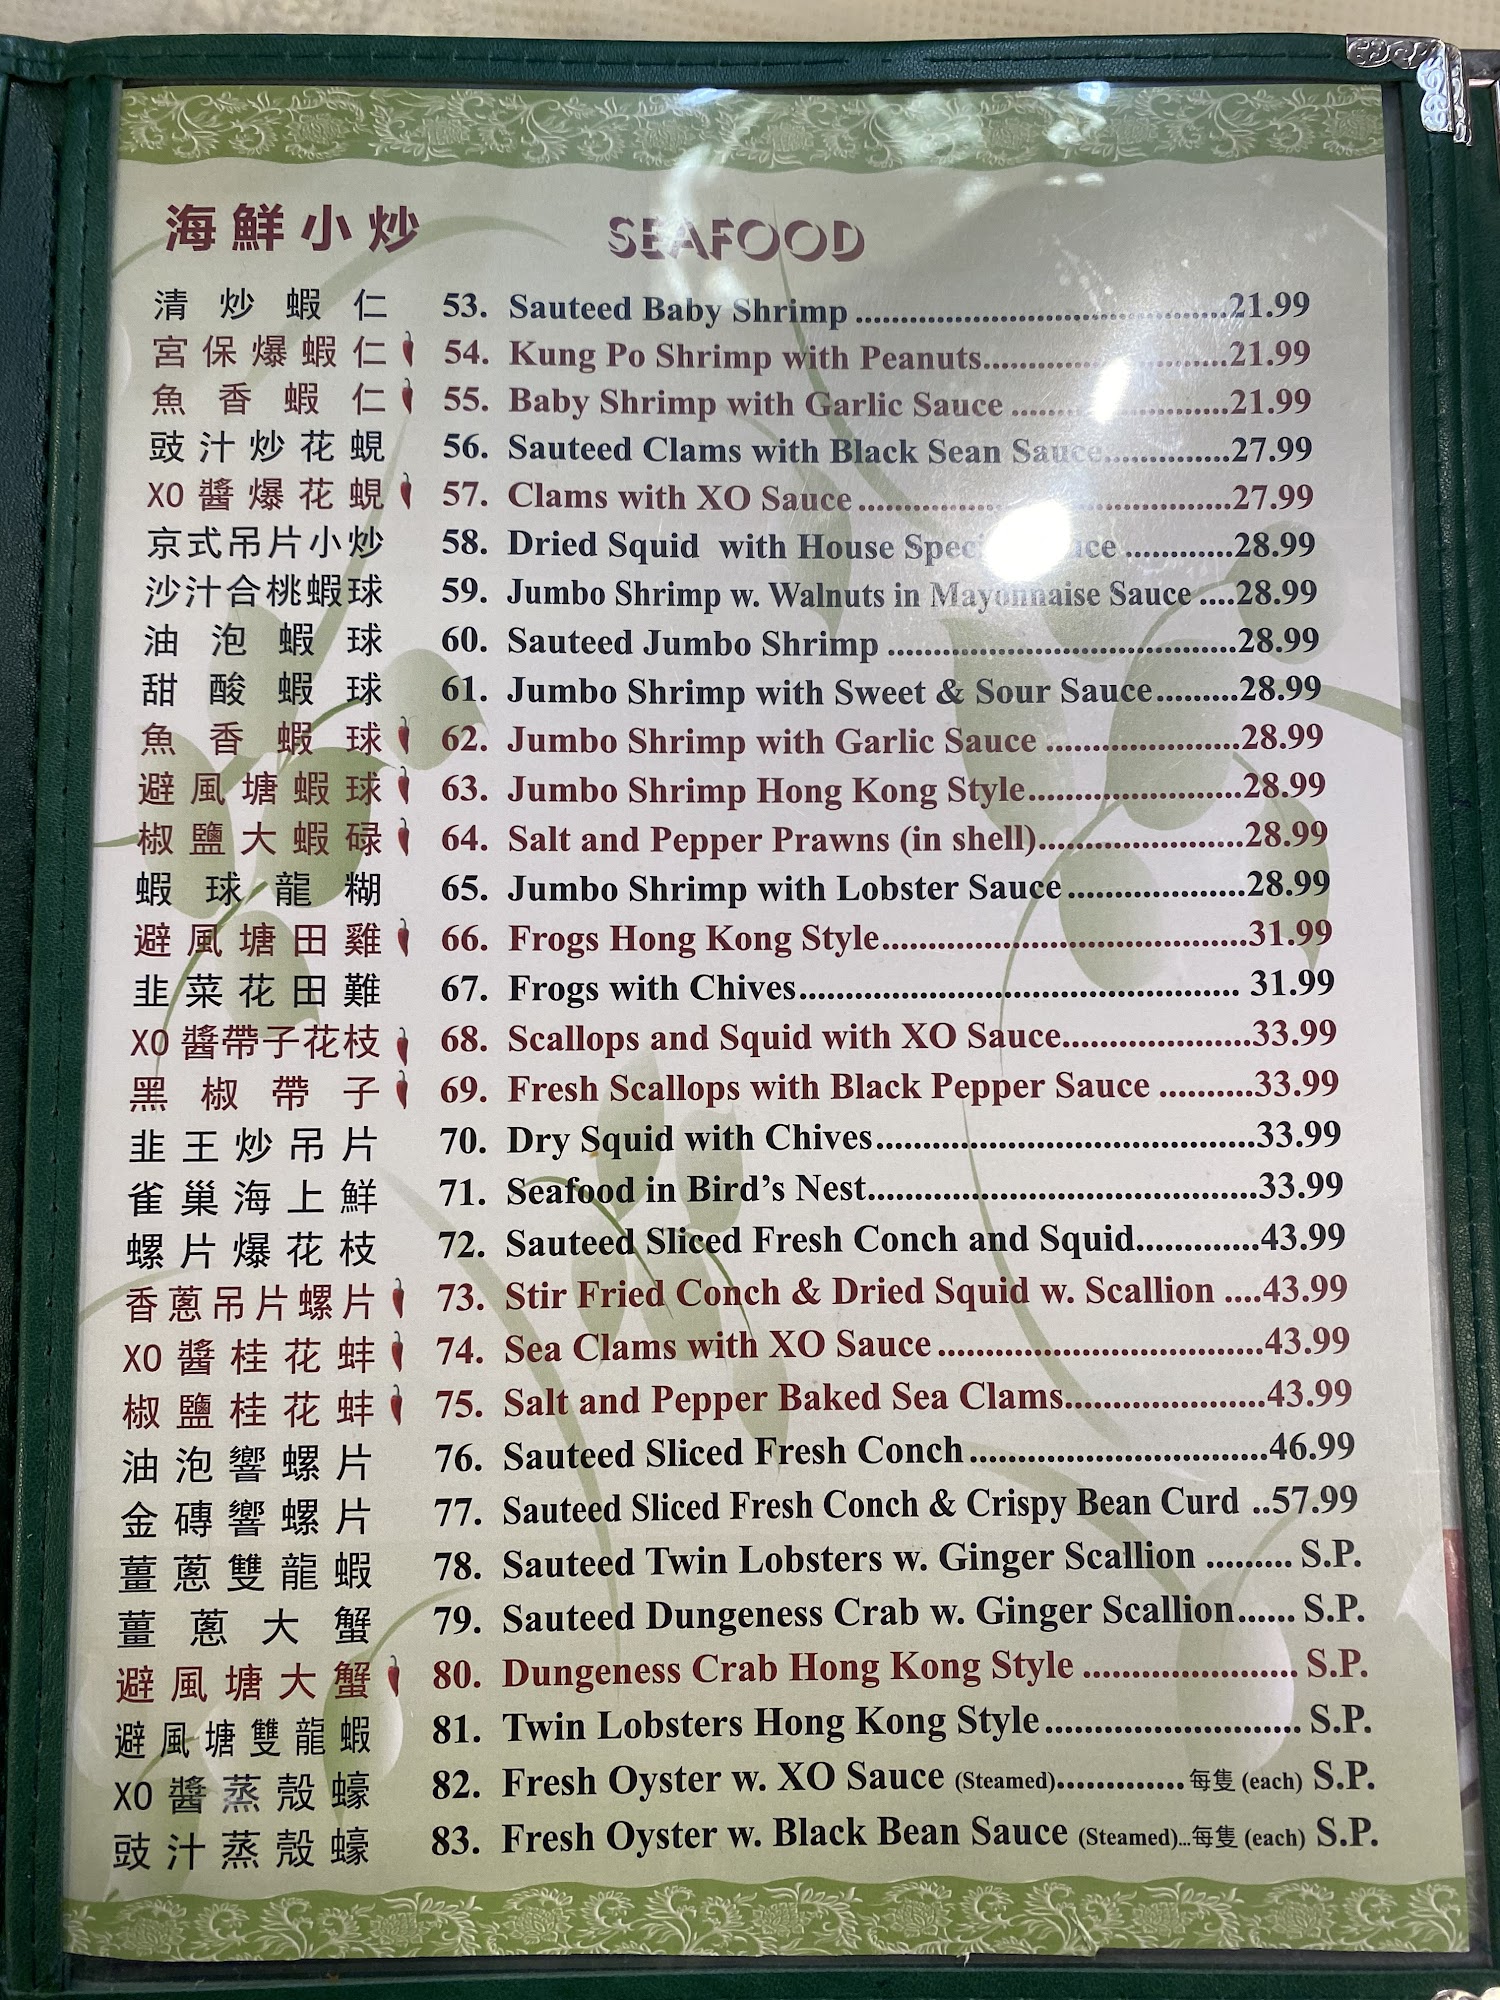 海鮮小炒 SEAFOOD
清炒蝦仁 53. Sauteed Baby Shrimp ........21.99
宮保爆蝦仁 54. Kung Po Shrimp with Peanuts........21.99
魚香蝦仁 55. Baby Shrimp with Garlic Sauce ........21.99
豉汁炒花蜆 56. Sauteed Clams with Black Sean Sauce........27.99
XO醬爆花蜆 57. Clams with XO Sauce ........27.99
京式吊片小炒 58. Dried Squid with House Special Sauce ........28.99
沙汁合桃蝦球 59. Jumbo Shrimp w. Walnuts in Mayonnaise Sauce ....28.99
油泡蝦球 60. Sauteed Jumbo Shrimp ........28.99
甜酸蝦球 61. Jumbo Shrimp with Sweet & Sour Sauce.........28.99
魚香蝦球 62. Jumbo Shrimp with Garlic Sauce ........28.99
避風塘蝦球 63. Jumbo Shrimp Hong Kong Style........28.99
椒鹽大蝦碌 64. Salt and Pepper Prawns (in shell)........28.99
蝦球龍糊 65. Jumbo Shrimp with Lobster Sauce ........28.99
避風塘田雞 66. Frogs Hong Kong Style........31.99
韭菜花田難 67. Frogs with Chives........ 31.99
XO醬帶子花枝 68. Scallops and Squid with XO Sauce........33.99
黑椒帶子 69. Fresh Scallops with Black Pepper Sauce ..........33.99
韭王炒吊片 70. Dry Squid with Chives........33.99
雀巢海上鮮 71. Seafood in Bird’s Nest........33.99
螺片爆花枝 72. Sauteed Sliced Fresh Conch and Squid........43.99
香蔥吊片螺片 73. Stir Fried Conch & Dried Squid w. Scallion ....43.99
XO醬桂花蚌 74. Sea Clams with XO Sauce ........43.99
椒鹽桂花蚌 75. Salt and Pepper Baked Sea Clams........43.99
油泡響螺片 76. Sauteed Sliced Fresh Conch ........46.99
金磚響螺片 77. Sauteed Sliced Fresh Conch & Crispy Bean Curd ..57.99
薑蔥雙龍蝦 78. Sauteed Twin Lobsters w. Ginger Scallion ......... S.P.
薑蔥大蟹 79. Sauteed Dungeness Crab w. Ginger Scallion...... S.P.
避風塘大蟹 80. Dungeness Crab Hong Kong Style ........ S.P.
避風塘雙龍蝦 81. Twin Lobsters Hong Kong Style........ S.P.
XO醬蒸殼蠔 82. Fresh Oyster w. XO Sauce (Steamed).............每隻 (each) S.P.
豉汁蒸殼蠔 83. Fresh Oyster w. Black Bean Sauce (Steamed)...每隻 (each) S.P.